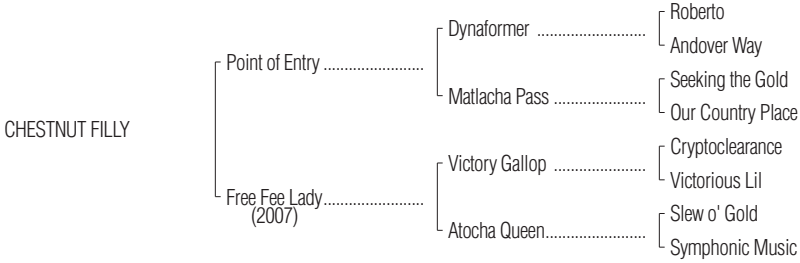 Roberto
Dynaformer ..........................
Andover Way
Point of Entry ........................
Seeking the Gold
Matlacha Pass ......................
Our Country Place
CHESTNUT FILLY
Cryptoclearance
Victory Gallop ......................
Victorious Lil
Free Fee Lady........................
(2007)
Slew o' Gold
Atocha Queen........................
Symphonic Music